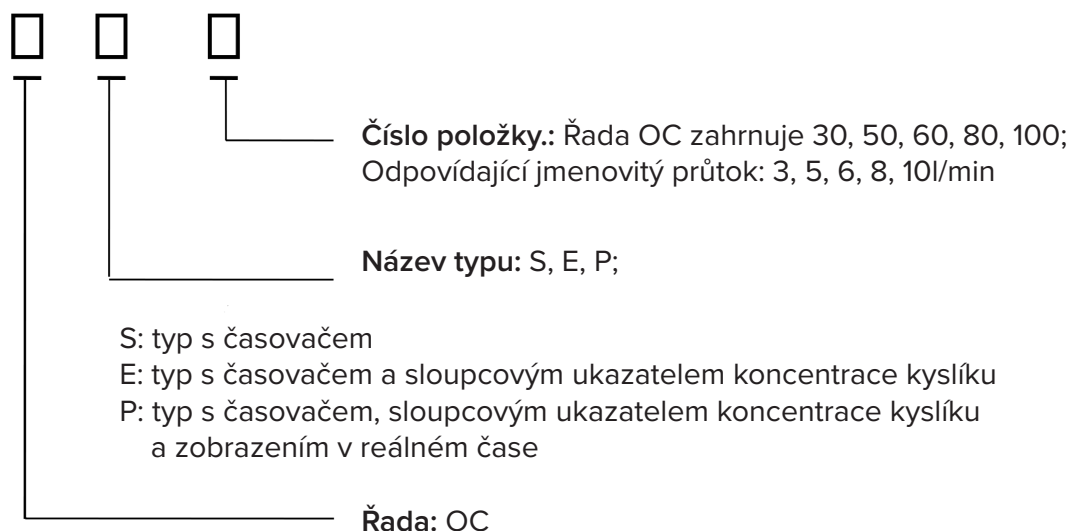 Číslo položky.: Řada OC zahrnuje 30, 50, 60, 80, 100;
Odpovídající jmenovitý průtok: 3, 5, 6, 8, 10l/min
Název typu: S, E, P;
S: typ s časovačem
E: typ s časovačem a sloupcovým ukazatelem koncentrace kyslíku
P: typ s časovačem, sloupcovým ukazatelem koncentrace kyslíku
a zobrazením v reálném čase
Řada: OC